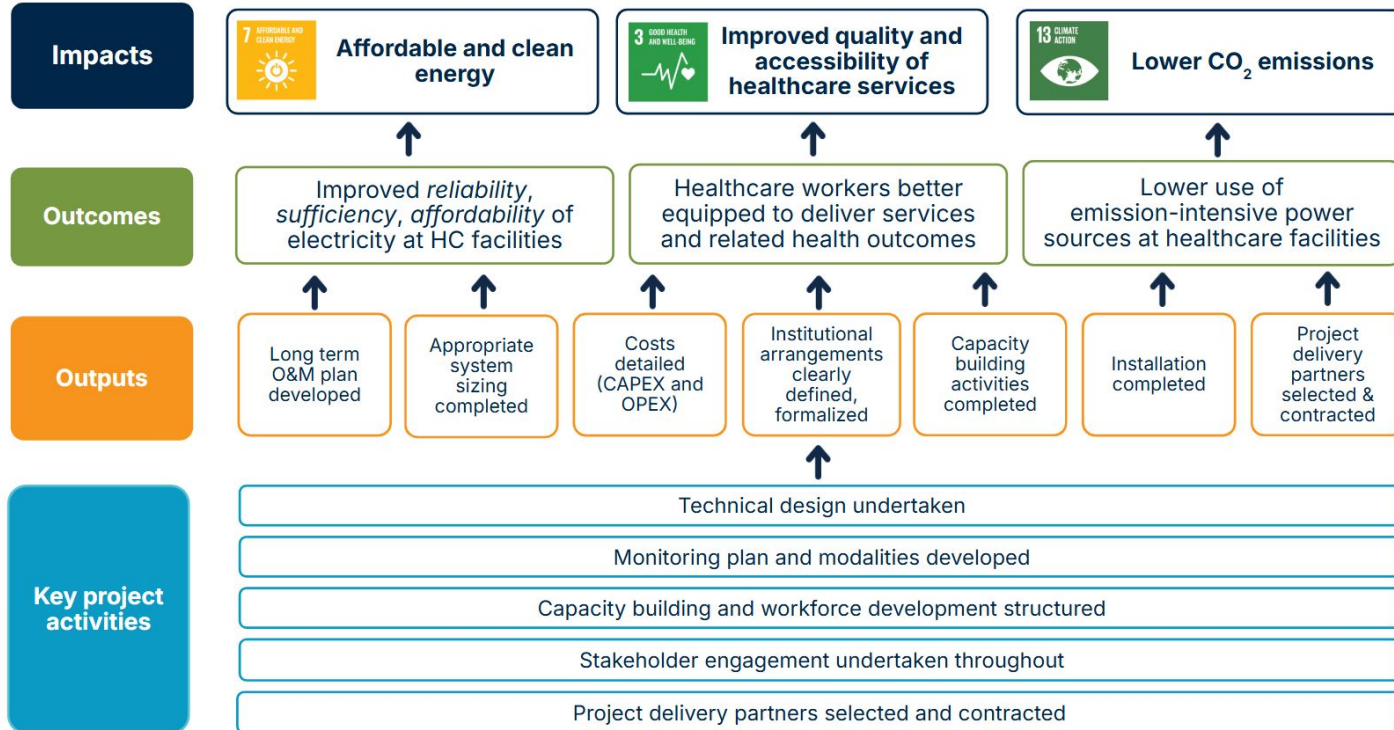 Impacts
7 AFFORDABLE AND
CLEAN ENERGY
Affordable and clean
energy
3 GOOD HEALTH
AND WELL-BEING
Improved quality and
accessibility of
healthcare services
13 CLIMATE
ACTION
Lower CO₂ emissions
Outcomes
Improved reliability,
sufficiency, affordability of
electricity at HC facilities
Healthcare workers better
equipped to deliver services
and related health outcomes
Lower use of
emission-intensive power
sources at healthcare facilities
Outputs
Long term
O&M plan
developed
Appropriate
system
sizing
completed
Costs
detailed
(CAPEX and
OPEX)
Institutional
arrangements
clearly
defined,
formalized
Capacity
building
activities
completed
Installation
completed
Project
delivery
partners
selected &
contracted
Key project
activities
Technical design undertaken
Monitoring plan and modalities developed
Capacity building and workforce development structured
Stakeholder engagement undertaken throughout
Project delivery partners selected and contracted